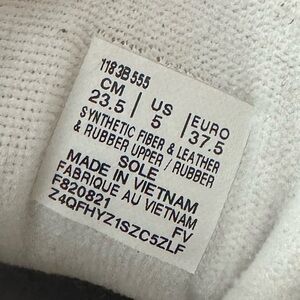 1183B555
CM | US | EURO
23.5 | 5 | 37.5
SYNTHETIC FIBER & LEATHER
& RUBBER UPPER / RUBBER
SOLE
MADE IN VIETNAM
FABRIQUE AU VIETNAM
F820821 FV
Z4QFHYZ1SZC5ZLF